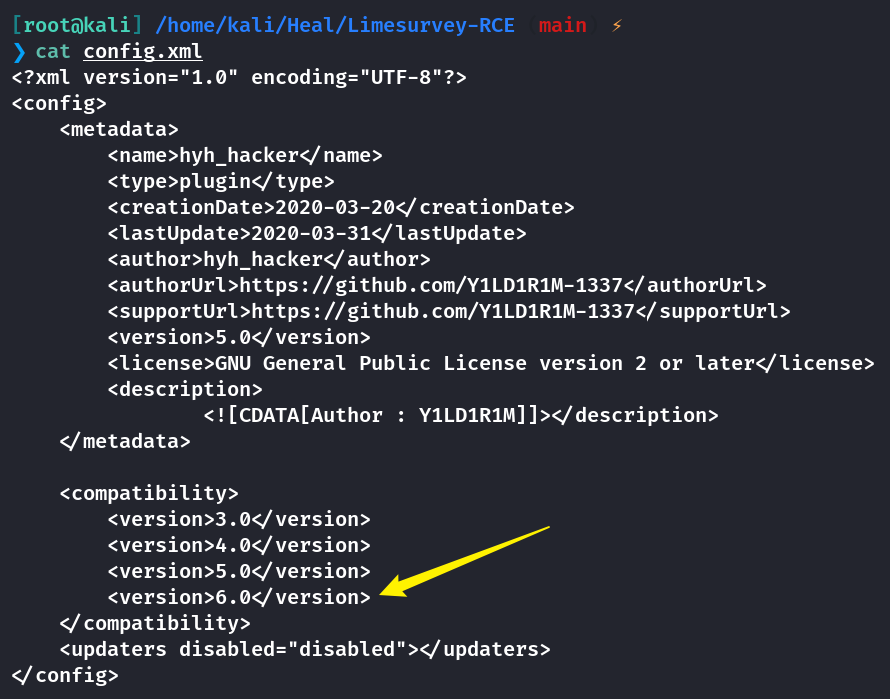 [root@kali] /home/kali/Heal/Limesurvey-RCE main ⚡
❯ cat config.xml
<?xml version="1.0" encoding="UTF-8"?>
<config>
    <metadata>
        <name>hyh_hacker</name>
        <type>plugin</type>
        <creationDate>2020-03-20</creationDate>
        <lastUpdate>2020-03-31</lastUpdate>
        <author>hyh_hacker</author>
        <authorUrl>https://github.com/Y1LD1R1M-1337</authorUrl>
        <supportUrl>https://github.com/Y1LD1R1M-1337</supportUrl>
        <version>5.0</version>
        <license>GNU General Public License version 2 or later</license>
        <description>
                <![CDATA[Author : Y1LD1R1M]]></description>
    </metadata>

    <compatibility>
        <version>3.0</version>
        <version>4.0</version>
        <version>5.0</version>
        <version>6.0</version>
    </compatibility>
    <updaters disabled="disabled"></updaters>
</config>